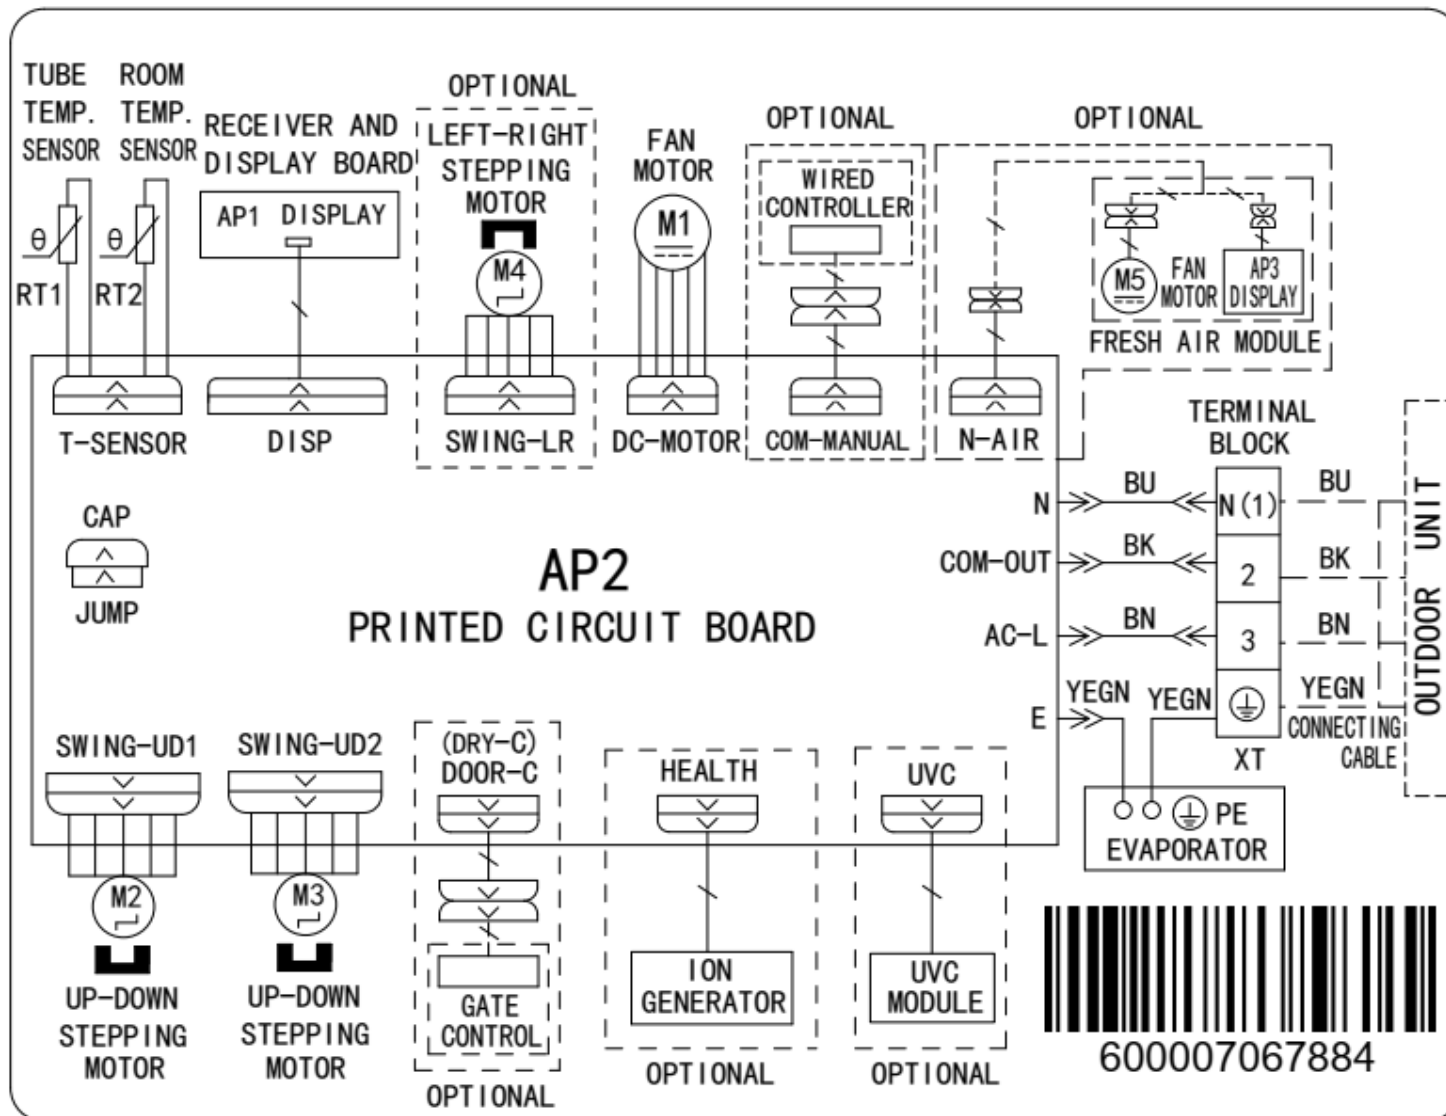 TUBE
TEMP.
SENSOR
ROOM
TEMP.
SENSOR
RECEIVER AND
DISPLAY BOARD
OPTIONAL
LEFT-RIGHT
STEPPING
MOTOR
FAN
MOTOR
OPTIONAL
WIRED
CONTROLLER
OPTIONAL
AP1 DISPLAY
M4
M1
M5
FAN
MOTOR
AP3
DISPLAY
FRESH AIR MODULE
θ
RT1
θ
RT2
T-SENSOR
DISP
SWING-LR
DC-MOTOR
COM-MANUAL
N-AIR
TERMINAL
BLOCK
CAP
JUMP
AP2
PRINTED CIRCUIT BOARD
N
BU
N(1)
BU
COM-OUT
BK
2
BK
AC-L
BN
3
BN
E
YEGN
YEGN
YEGN
XT
CONNECTING
CABLE
OUTDOOR UNIT
PE
EVAPORATOR
SWING-UD1
SWING-UD2
(DRY-C)
DOOR-C
HEALTH
UVC
M2
M3
UP-DOWN
STEPPING
MOTOR
UP-DOWN
STEPPING
MOTOR
GATE
CONTROL
OPTIONAL
ION
GENERATOR
OPTIONAL
UVC
MODULE
OPTIONAL
600007067884